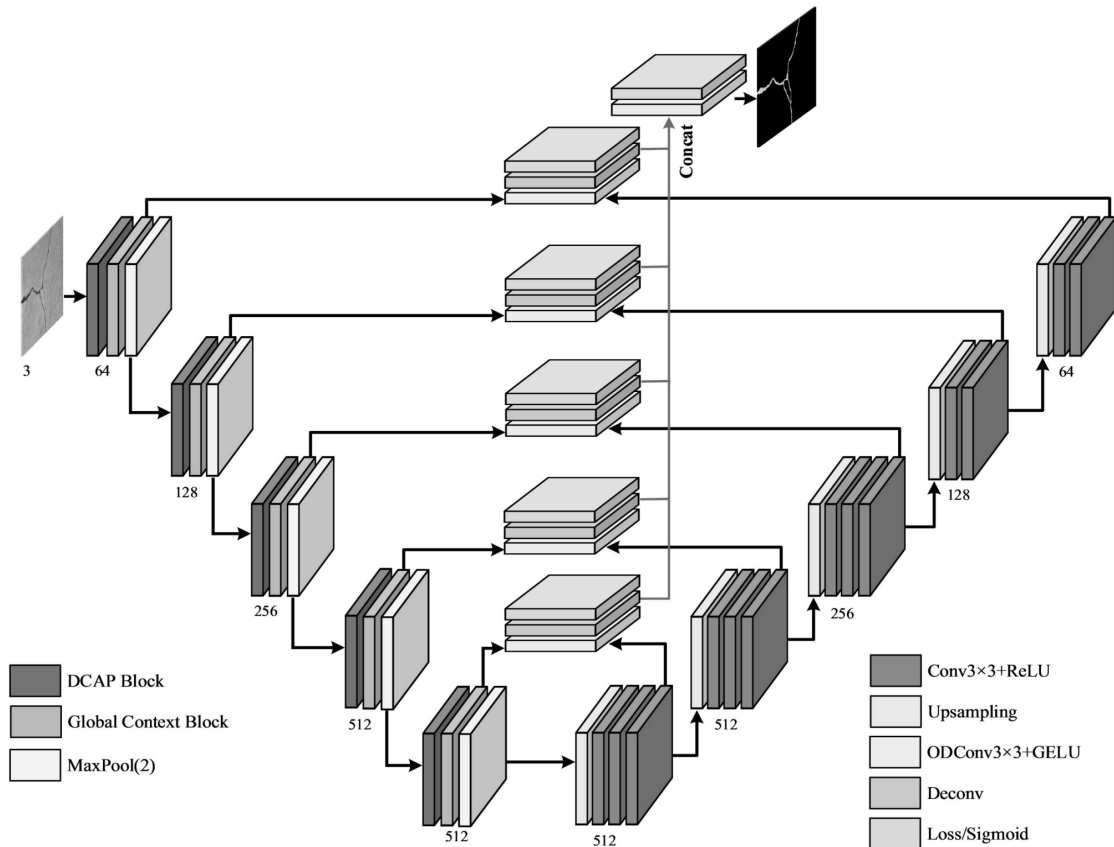 Concat
3
64
64
128
128
256
256
512
512
512
512
DCAP Block
Global Context Block
MaxPool(2)
Conv3×3+ReLU
Upsampling
ODConv3×3+GELU
Deconv
Loss/Sigmoid